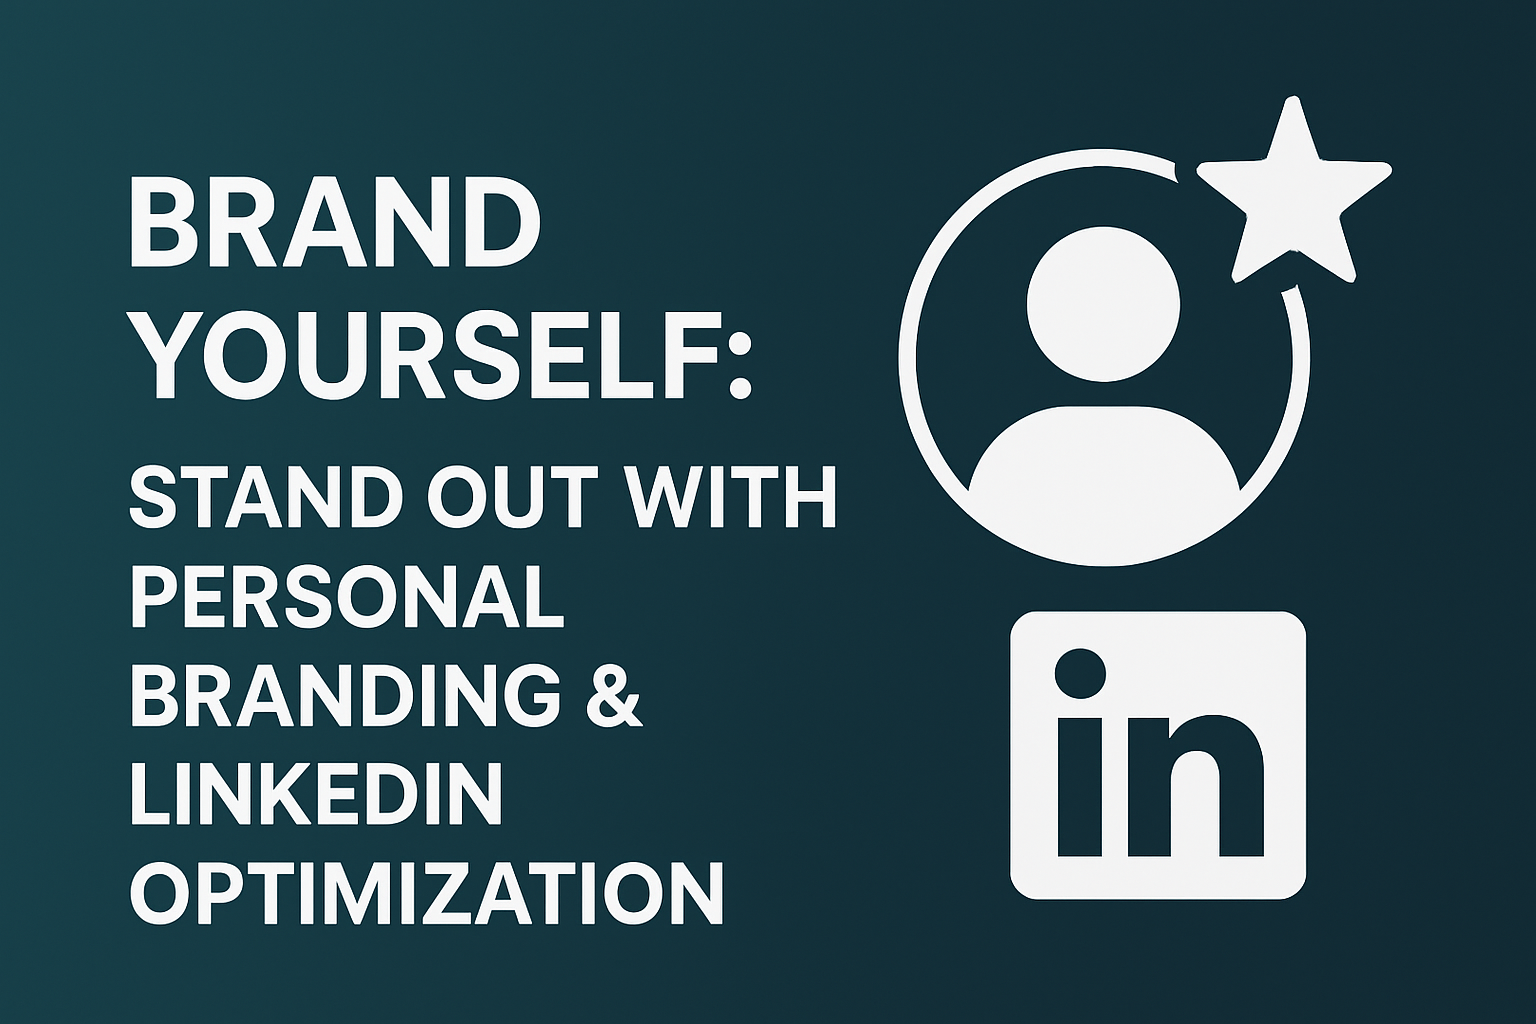 BRAND
YOURSELF:
STAND OUT WITH
PERSONAL
BRANDING &
LINKEDIN
OPTIMIZATION
in